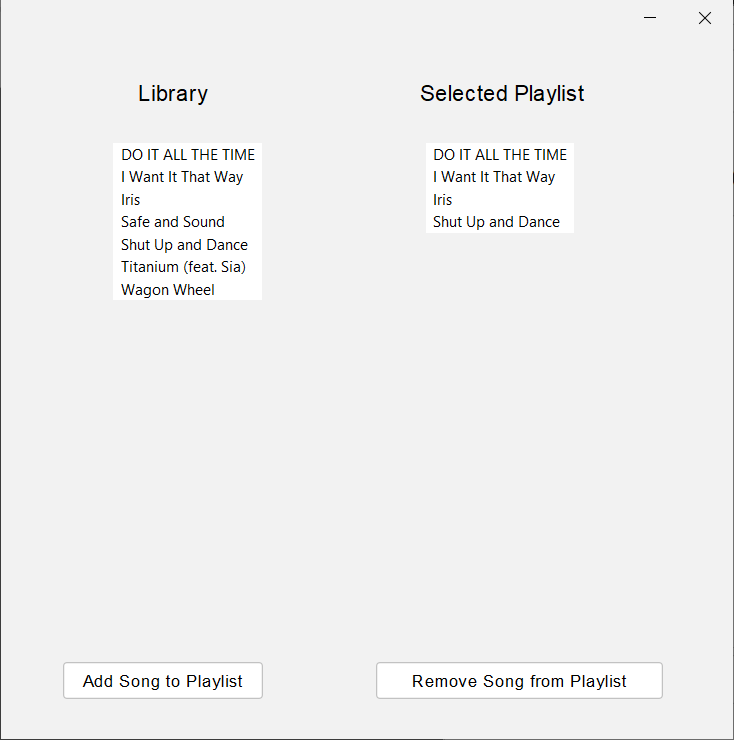 Library
DO IT ALL THE TIME
I Want It That Way
Iris
Safe and Sound
Shut Up and Dance
Titanium (feat. Sia)
Wagon Wheel
Add Song to Playlist
Selected Playlist
DO IT ALL THE TIME
I Want It That Way
Iris
Shut Up and Dance
Remove Song from Playlist